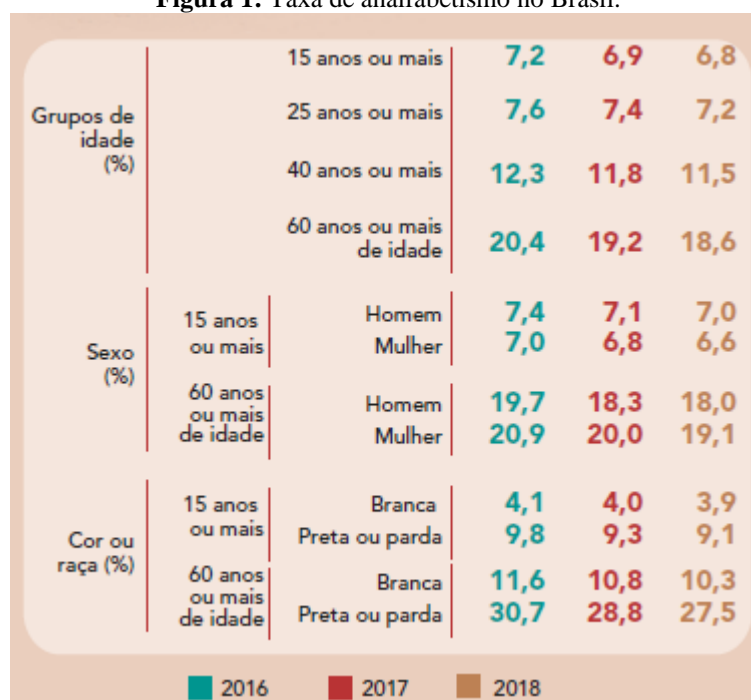 Figura 1: Taxa de analfabetismo no Brasil.
Grupos de idade (%)
15 anos ou mais 7,2 6,9 6,8
25 anos ou mais 7,6 7,4 7,2
40 anos ou mais 12,3 11,8 11,5
60 anos ou mais
de idade 20,4 19,2 18,6
Sexo
(%)
15 anos
ou mais
Homem 7,4 7,1 7,0
Mulher 7,0 6,8 6,6
60 anos
ou mais
de idade
Homem 19,7 18,3 18,0
Mulher 20,9 20,0 19,1
Cor ou
raça (%)
15 anos
ou mais
Branca 4,1 4,0 3,9
Preta ou parda 9,8 9,3 9,1
60 anos
ou mais
de idade
Branca 11,6 10,8 10,3
Preta ou parda 30,7 28,8 27,5
2016 2017 2018